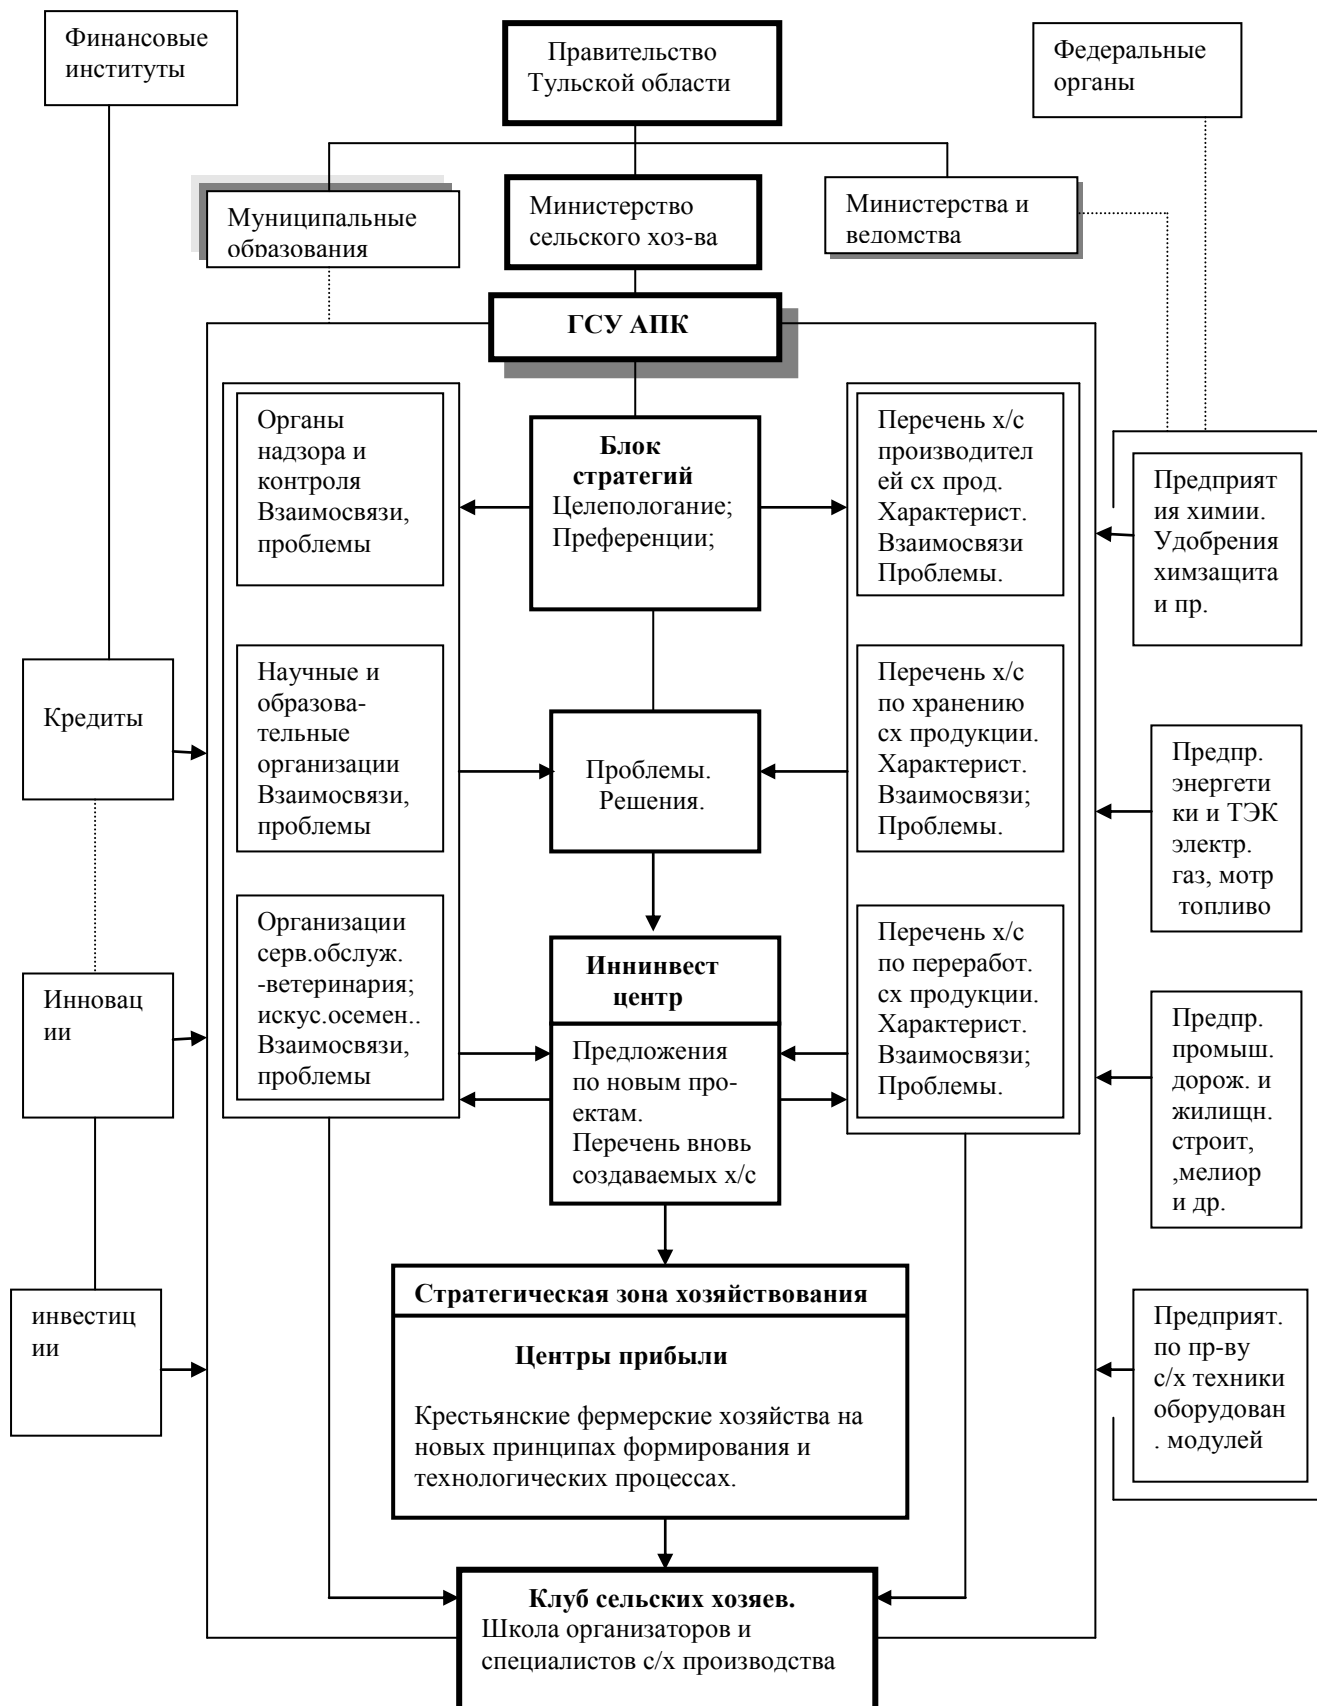 Финансовые
институты
Правительство
Тульской области
Федеральные
органы
Муниципальные
образования
Министерство
сельского хоз-ва
Министерства и
ведомства
ГСУ АПК
Органы
надзора и
контроля
Взаимосвязи,
проблемы
Блок
стратегий
Целепологание;
Преференции;
Перечень х/с
производител
ей сх прод.
Характерист.
Взаимосвязи
Проблемы.
Предприят
ия химии.
Удобрения
химзащита
и пр.
Кредиты
Научные и
образова-
тельные
организации
Взаимосвязи,
проблемы
Проблемы.
Решения.
Перечень х/с
по хранению
сх продукции.
Характерист.
Взаимосвязи;
Проблемы.
Предпр.
энергети
ки и ТЭК
электр.
газ, мотр
топливо
Инновац
ии
Организации
серв.обслуж.
-ветеринария;
искус.осемен..
Взаимосвязи,
проблемы
Иннинвест
центр
Предложения
по новым про-
ектам.
Перечень вновь
создаваемых х/с
Перечень х/с
по переработ.
сх продукции.
Характерист.
Взаимосвязи;
Проблемы.
Предпр.
промыш.
дорож. и
жилищн.
строит,
,мелиор
и др.
инвестиц
ии
Стратегическая зона хозяйствования
Центры прибыли
Крестьянские фермерские хозяйства на
новых принципах формирования и
технологических процессах.
Предприят.
по пр-ву
с/х техники
оборудован
. модулей
Клуб сельских хозяев.
Школа организаторов и
специалистов с/х производства